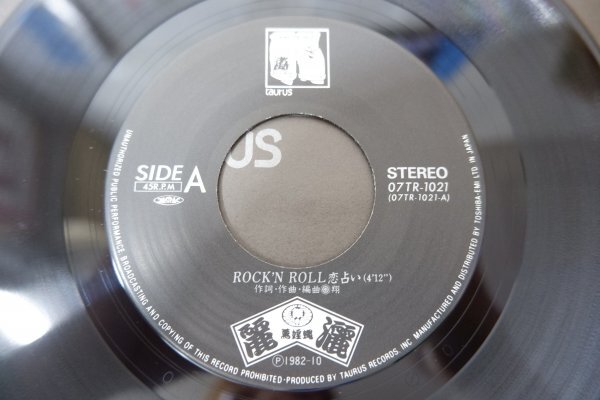 taurus
US
SIDE A
45R.P.M
STEREO
07TR-1021
(07TR-1021-A)
ROCK'N ROLL恋占い(4'12")
作詞・作曲・編曲◉翔
℗1982-10
UNAUTHORIZED PUBLIC PERFORMANCE BROADCASTING AND COPYING OF THIS RECORD PROHIBITED·PRODUCED BY TAURUS RECORDS INC. MANUFACTURED AND DISTRIBUTED BY TOSHIBA-EMI LTD. IN JAPAN